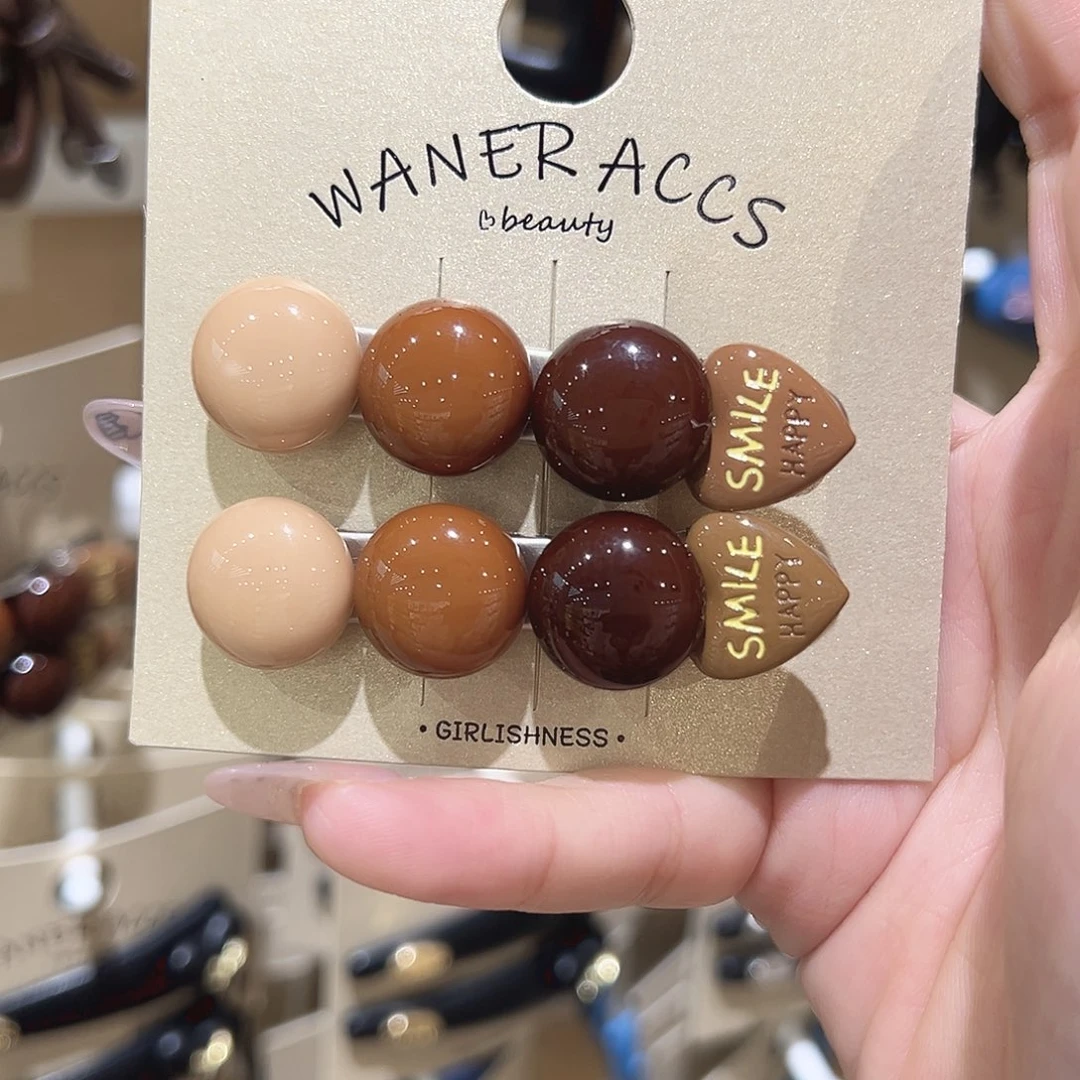 WANER ACCS
beauty
SMILE
HAPPY
SMILE
HAPPY
• GIRLISHNESS •